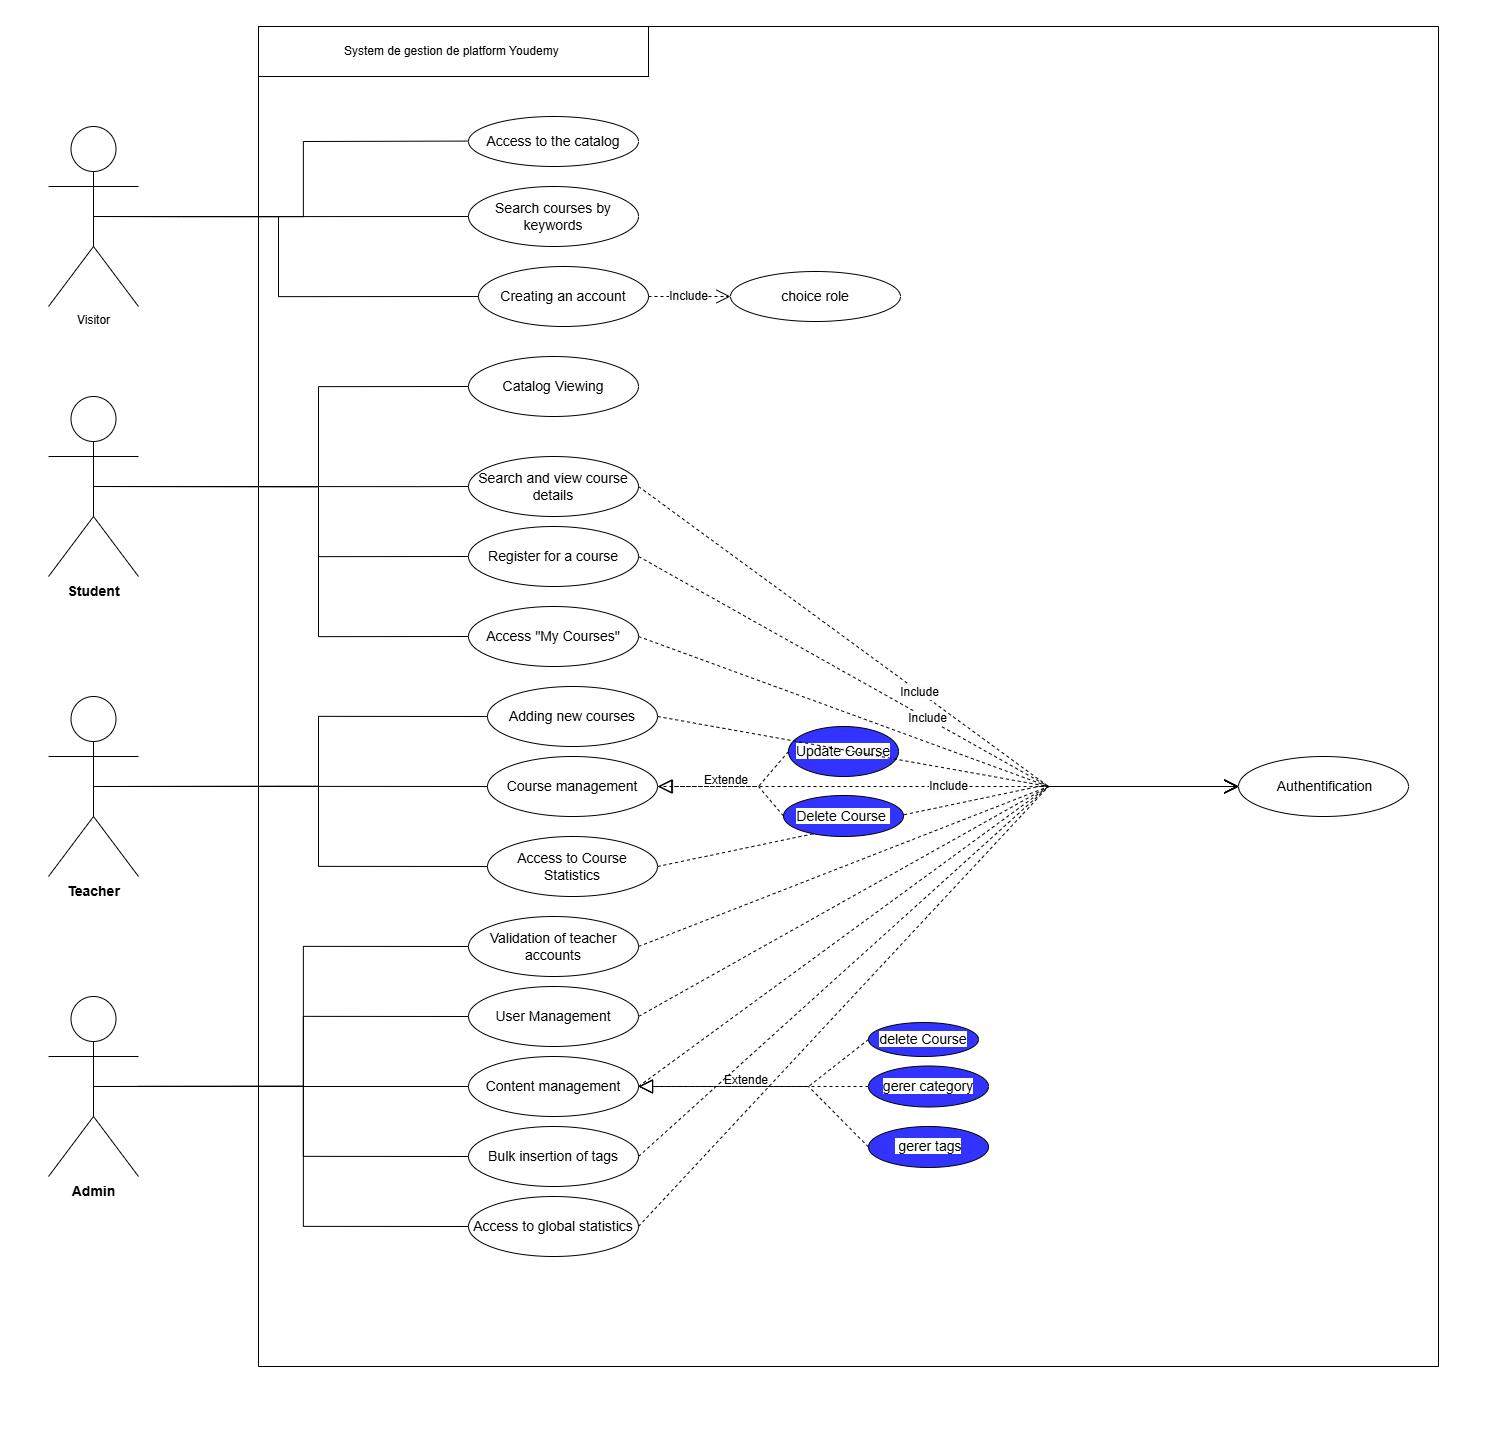 System de gestion de platform Youdemy
Access to the catalog
Search courses by
keywords
Creating an account
Include
choice role
Visitor
Catalog Viewing
Search and view course
details
Register for a course
Student
Access "My Courses"
Include
Include
Adding new courses
Update Course
Extende
Course management
Include
Authentification
Delete Course
Access to Course
Statistics
Teacher
Validation of teacher
accounts
User Management
delete Course
Extende
Content management
gerer category
gerer tags
Bulk insertion of tags
Admin
Access to global statistics